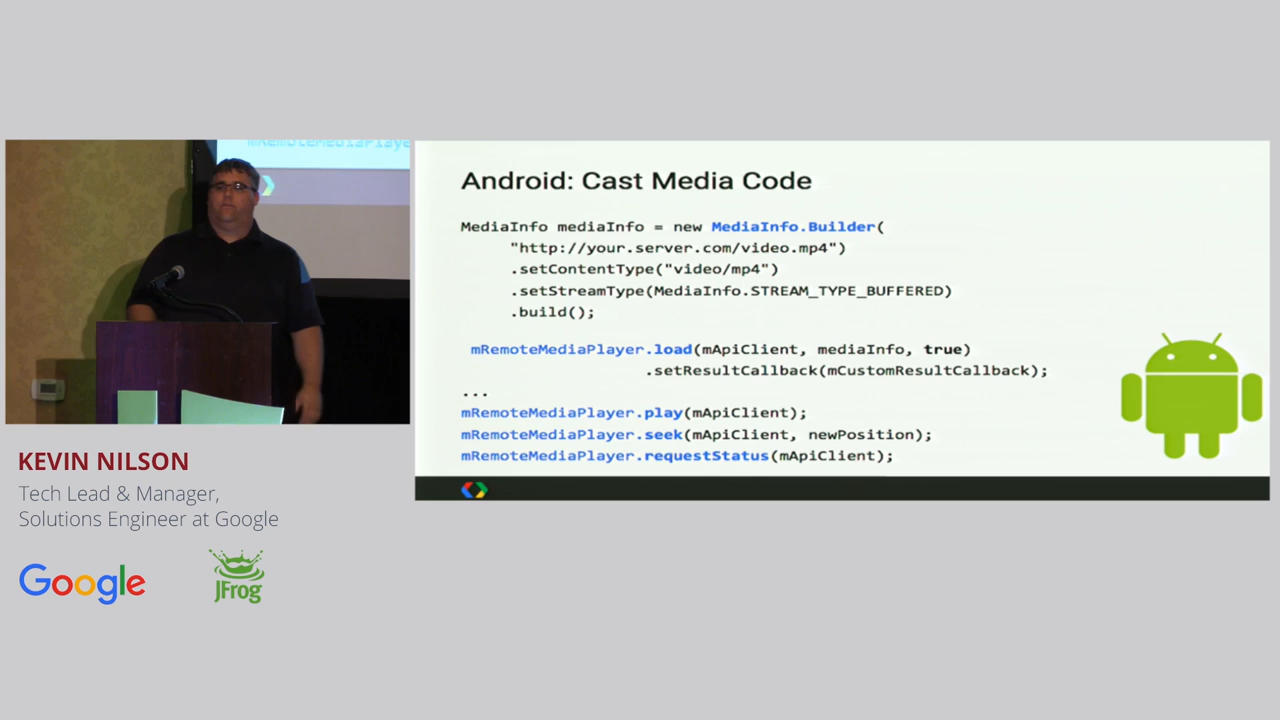 mRemoteMediaPlaye
Android: Cast Media Code
MediaInfo mediaInfo = new MediaInfo.Builder(
"http://your.server.com/video.mp4")
.setContentType("video/mp4")
.setStreamType(MediaInfo.STREAM_TYPE_BUFFERED)
.build();
mRemoteMediaPlayer.load(mApiClient, mediaInfo, true)
.setResultCallback(mCustomResultCallback);
...
mRemoteMediaPlayer.play(mApiClient);
mRemoteMediaPlayer.seek(mApiClient, newPosition);
mRemoteMediaPlayer.requestStatus(mApiClient);
KEVIN NILSON
Tech Lead & Manager,
Solutions Engineer at Google
Google
JFrog